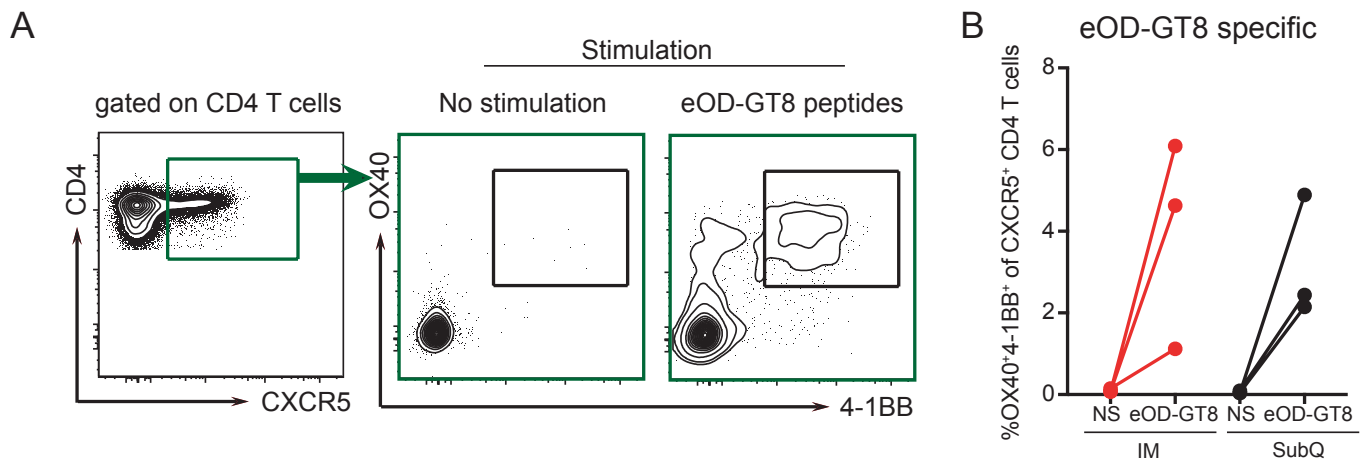 A
Stimulation
gated on CD4 T cells
No stimulation
eOD-GT8 peptides
CD4
CXCR5
OX40
4-1BB
B
eOD-GT8 specific
%OX40⁺4-1BB⁺ of CXCR5⁺ CD4 T cells
8
6
4
2
0
NS eOD-GT8 NS eOD-GT8
IM SubQ